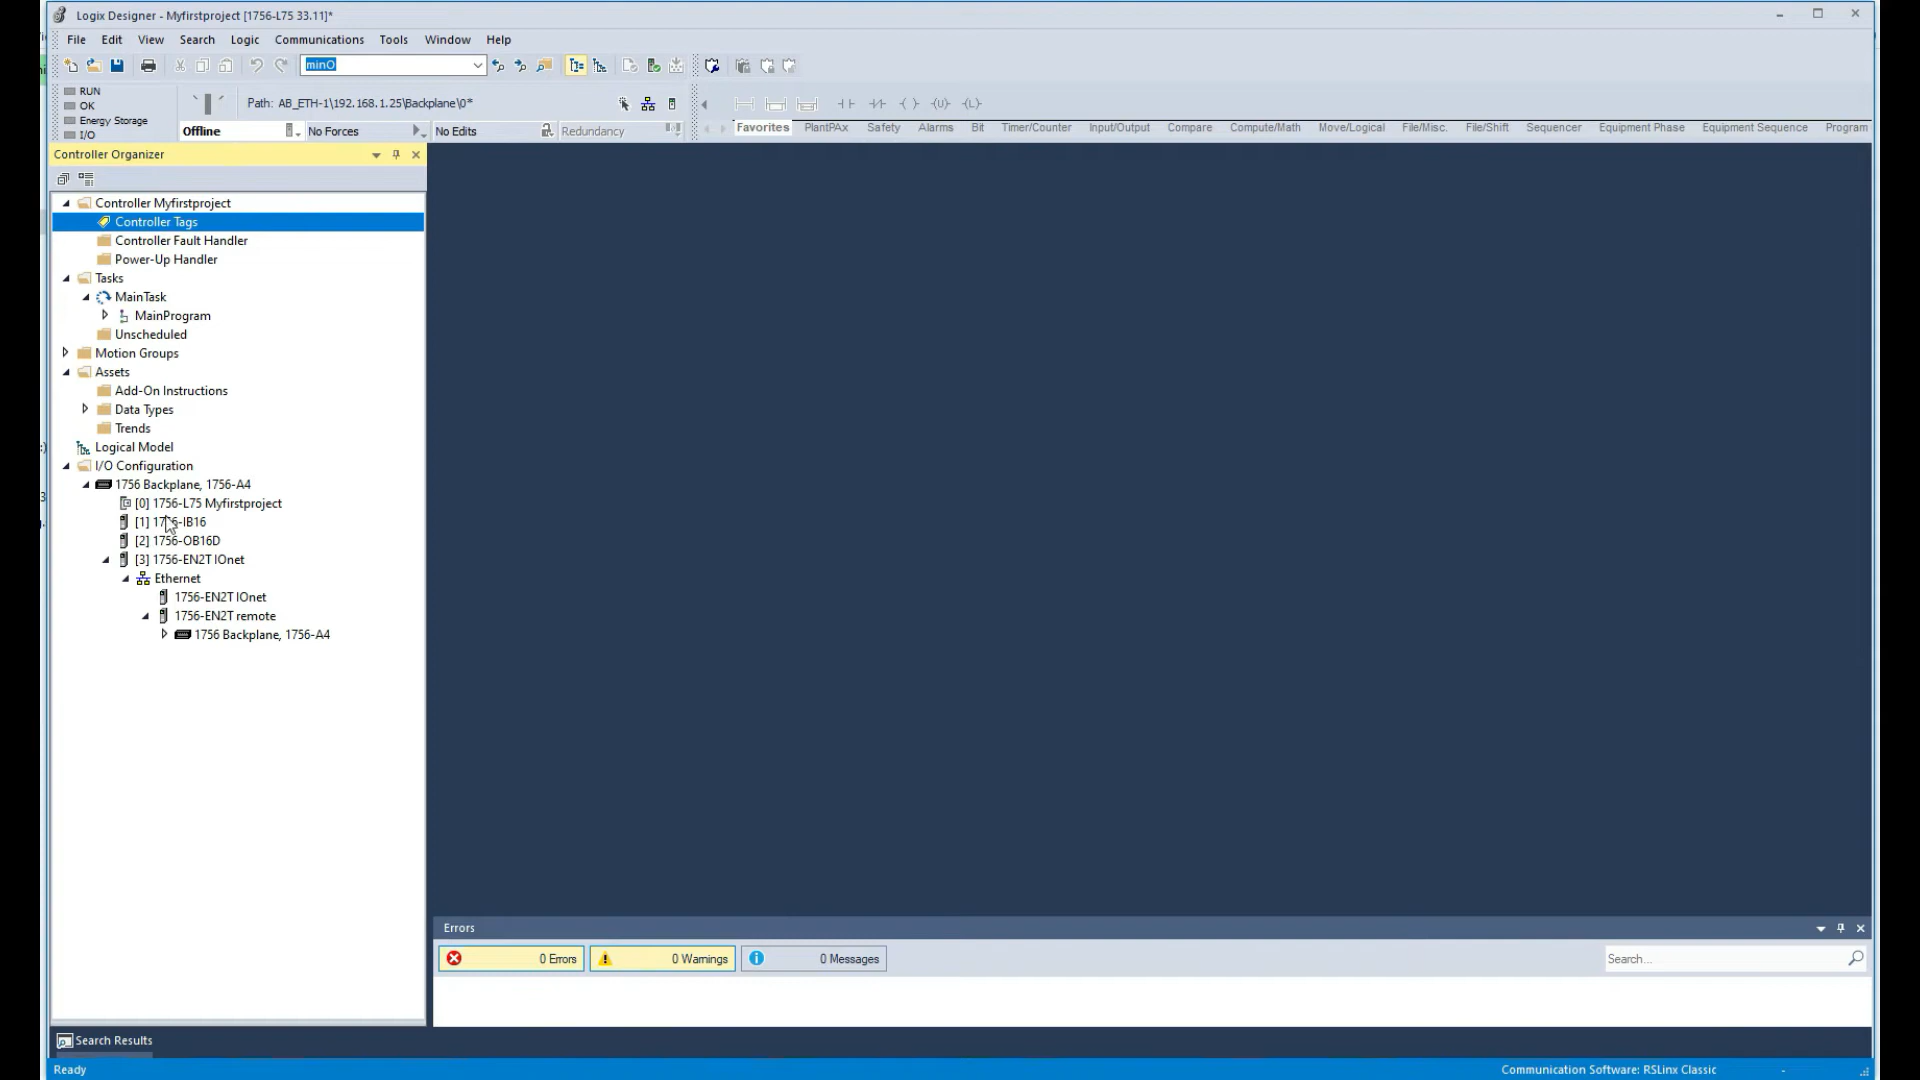 Logix Designer - Myfirstproject [1756-L75 33.11]*
File Edit View Search Logic Communications Tools Window Help
minO
RUN
OK
Energy Storage
I/O
Path: AB_ETH-1\192.168.1.25\Backplane\0*
Offline No Forces No Edits Redundancy
Favorites PlantPAx Safety Alarms Bit Timer/Counter Input/Output Compare Compute/Math Move/Logical File/Misc. File/Shift Sequencer Equipment Phase Equipment Sequence Program
Controller Organizer
Controller Myfirstproject
Controller Tags
Controller Fault Handler
Power-Up Handler
Tasks
MainTask
MainProgram
Unscheduled
Motion Groups
Assets
Add-On Instructions
Data Types
Trends
Logical Model
I/O Configuration
1756 Backplane, 1756-A4
[0] 1756-L75 Myfirstproject
[1] 1756-IB16
[2] 1756-OB16D
[3] 1756-EN2T IOnet
Ethernet
1756-EN2T IOnet
1756-EN2T remote
1756 Backplane, 1756-A4
Errors
0 Errors 0 Warnings 0 Messages Search...
Search Results
Ready Communication Software: RSLinx Classic -